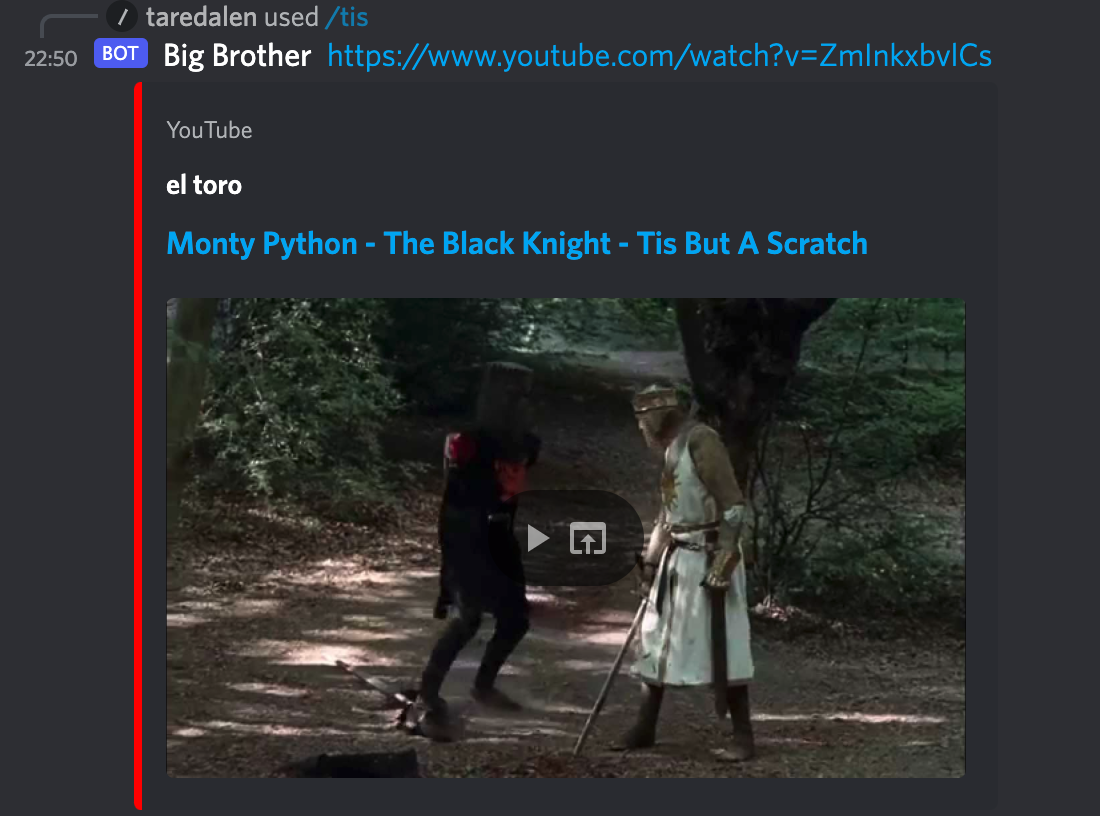 taredalen used /tis
22:50 BOT Big Brother https://www.youtube.com/watch?v=ZmInkxbvlCs
YouTube
el toro
Monty Python - The Black Knight - Tis But A Scratch